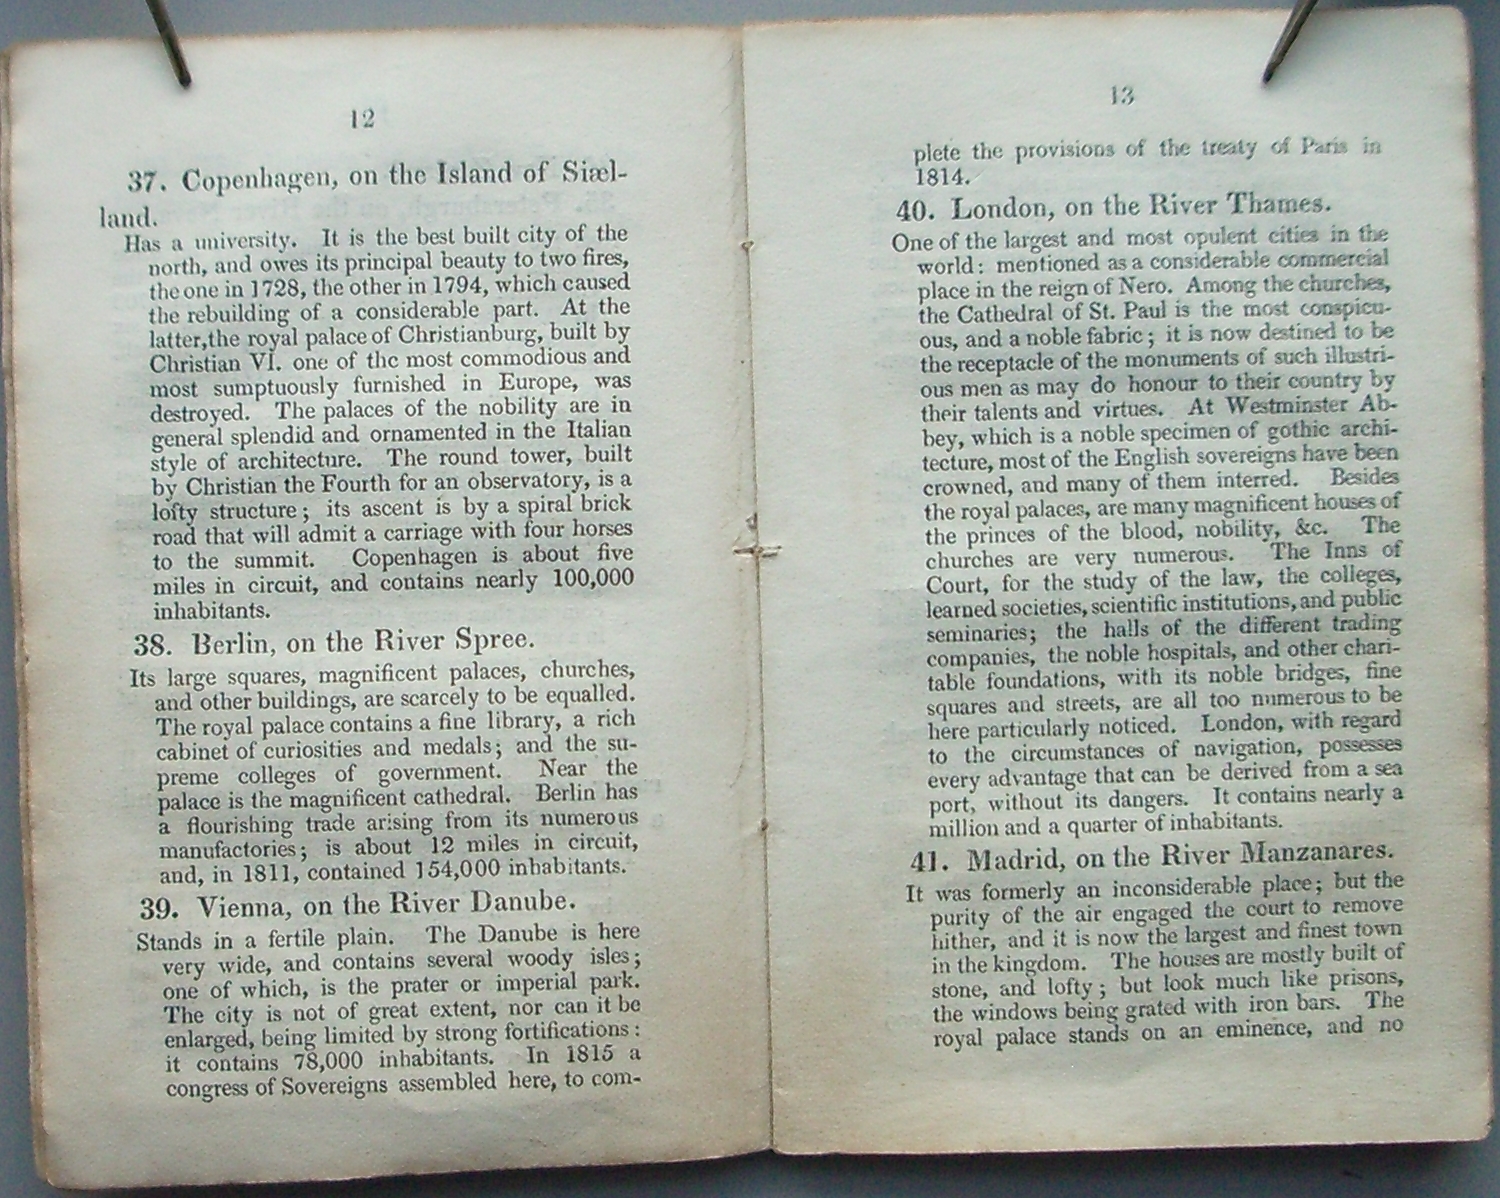 12
37. Copenhagen, on the Island of Siæl-
land.
Has a university. It is the best built city of the
north, and owes its principal beauty to two fires,
the one in 1728, the other in 1794, which caused
the rebuilding of a considerable part. At the
latter,the royal palace of Christianburg, built by
Christian VI. one of the most commodious and
most sumptuously furnished in Europe, was
destroyed. The palaces of the nobility are in
general splendid and ornamented in the Italian
style of architecture. The round tower, built
by Christian the Fourth for an observatory, is a
lofty structure; its ascent is by a spiral brick
road that will admit a carriage with four horses
to the summit. Copenhagen is about five
miles in circuit, and contains nearly 100,000
inhabitants.
38. Berlin, on the River Spree.
Its large squares, magnificent palaces, churches,
and other buildings, are scarcely to be equalled.
The royal palace contains a fine library, a rich
cabinet of curiosities and medals; and the su-
preme colleges of government. Near the
palace is the magnificent cathedral. Berlin has
a flourishing trade arising from its numerous
manufactories; is about 12 miles in circuit,
and, in 1811, contained 154,000 inhabitants.
39. Vienna, on the River Danube.
Stands in a fertile plain. The Danube is here
very wide, and contains several woody isles;
one of which, is the prater or imperial park.
The city is not of great extent, nor can it be
enlarged, being limited by strong fortifications:
it contains 78,000 inhabitants. In 1815 a
congress of Sovereigns assembled here, to com-
13
plete the provisions of the treaty of Paris in
1814.
40. London, on the River Thames.
One of the largest and most opulent cities in the
world: mentioned as a considerable commercial
place in the reign of Nero. Among the churches,
the Cathedral of St. Paul is the most conspicu-
ous, and a noble fabric; it is now destined to be
the receptacle of the monuments of such illustri-
ous men as may do honour to their country by
their talents and virtues. At Westminster Ab-
bey, which is a noble specimen of gothic archi-
tecture, most of the English sovereigns have been
crowned, and many of them interred. Besides
the royal palaces, are many magnificent houses of
the princes of the blood, nobility, &c. The
churches are very numerous. The Inns of
Court, for the study of the law, the colleges,
learned societies, scientific institutions, and public
seminaries; the halls of the different trading
companies, the noble hospitals, and other chari-
table foundations, with its noble bridges, fine
squares and streets, are all too numerous to be
here particularly noticed. London, with regard
to the circumstances of navigation, possesses
every advantage that can be derived from a sea
port, without its dangers. It contains nearly a
million and a quarter of inhabitants.
41. Madrid, on the River Manzanares.
It was formerly an inconsiderable place; but the
purity of the air engaged the court to remove
hither, and it is now the largest and finest town
in the kingdom. The houses are mostly built of
stone, and lofty; but look much like prisons,
the windows being grated with iron bars. The
royal palace stands on an eminence, and no